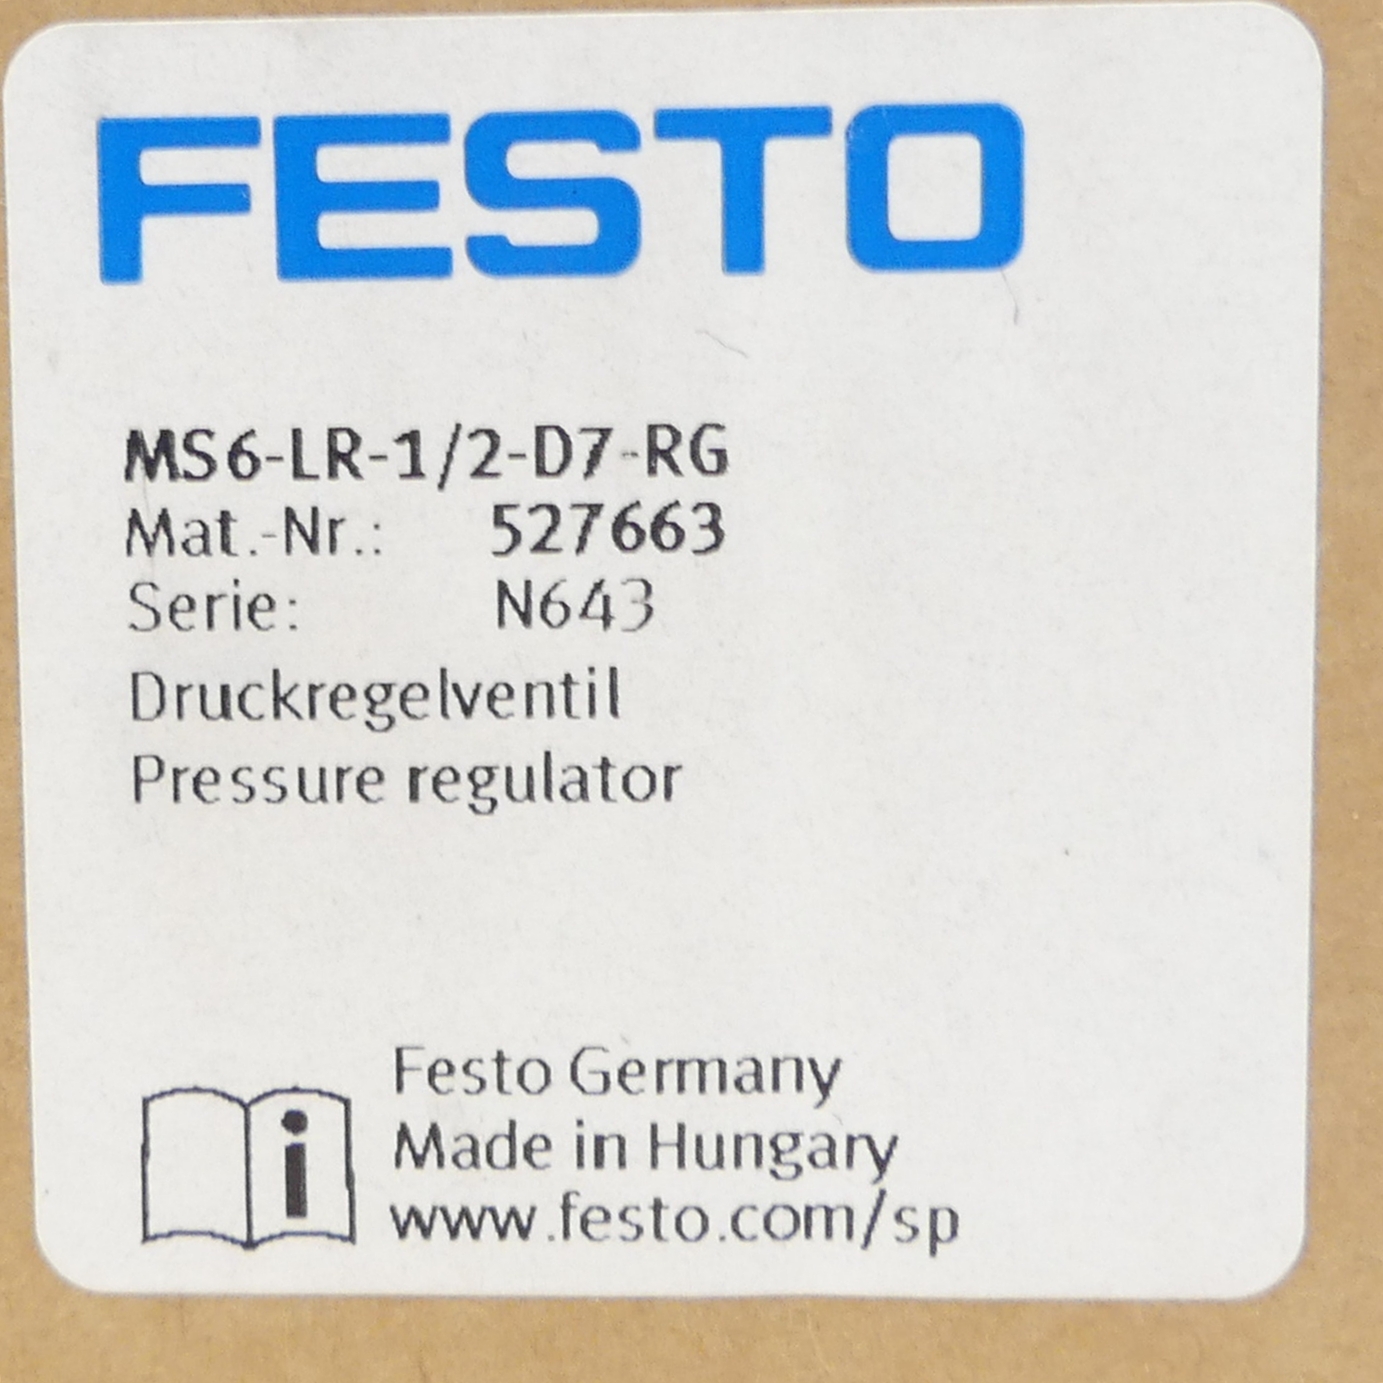 FESTO
MS6-LR-1/2-D7-RG
Mat.-Nr.: 527663
Serie: N643
Druckregelventil
Pressure regulator
Festo Germany
Made in Hungary
www.festo.com/sp